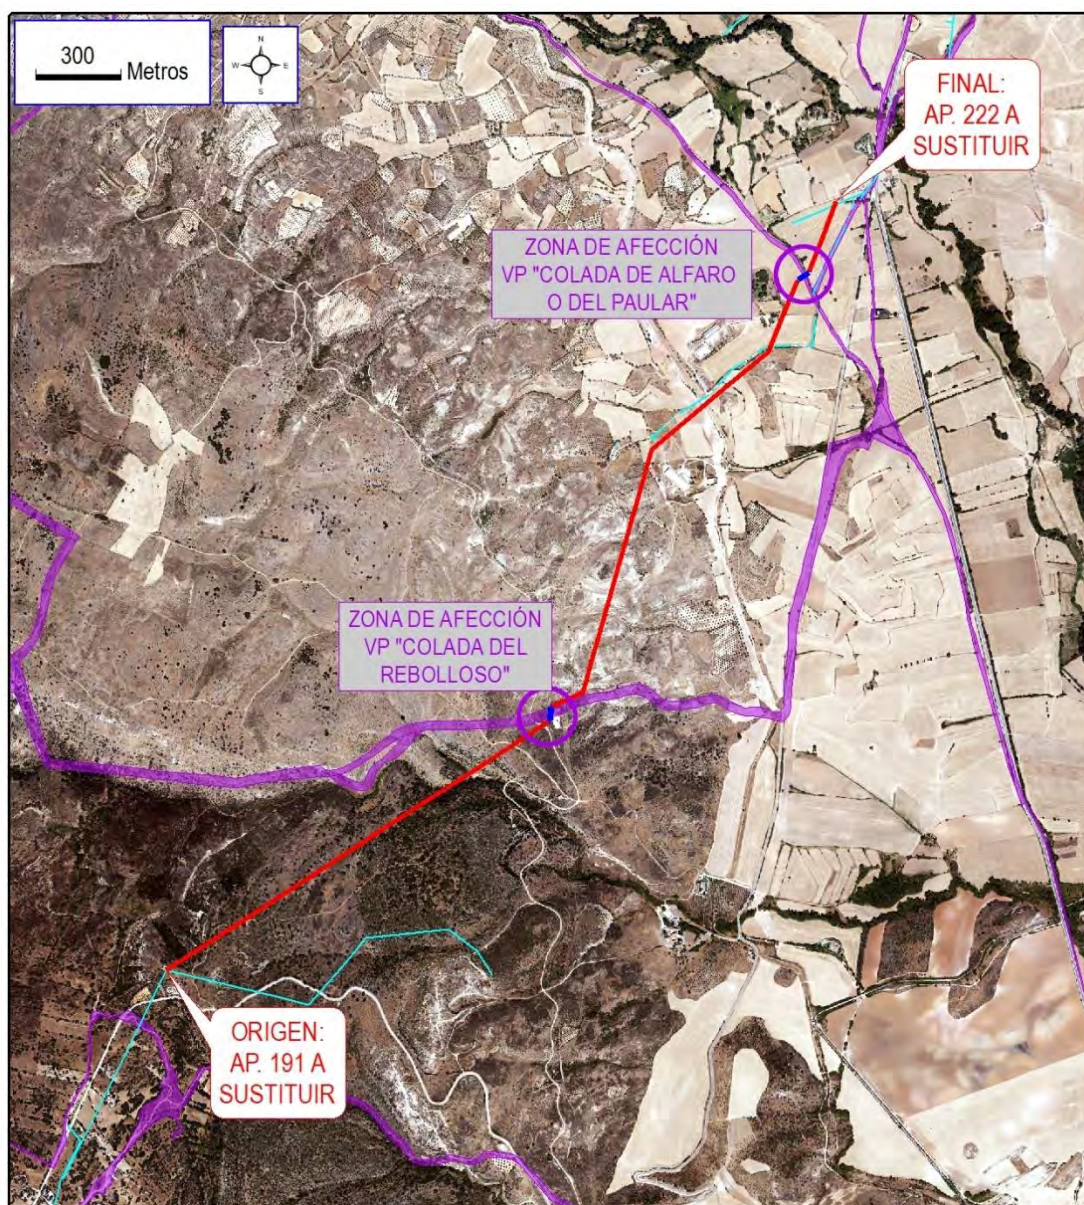 300
Metros
N
W
E
S
FINAL:
AP. 222 A
SUSTITUIR
ZONA DE AFECCIÓN
VP "COLADA DE ALFARO
O DEL PAULAR"
ZONA DE AFECCIÓN
VP "COLADA DEL
REBOLLOSO"
ORIGEN:
AP. 191 A
SUSTITUIR